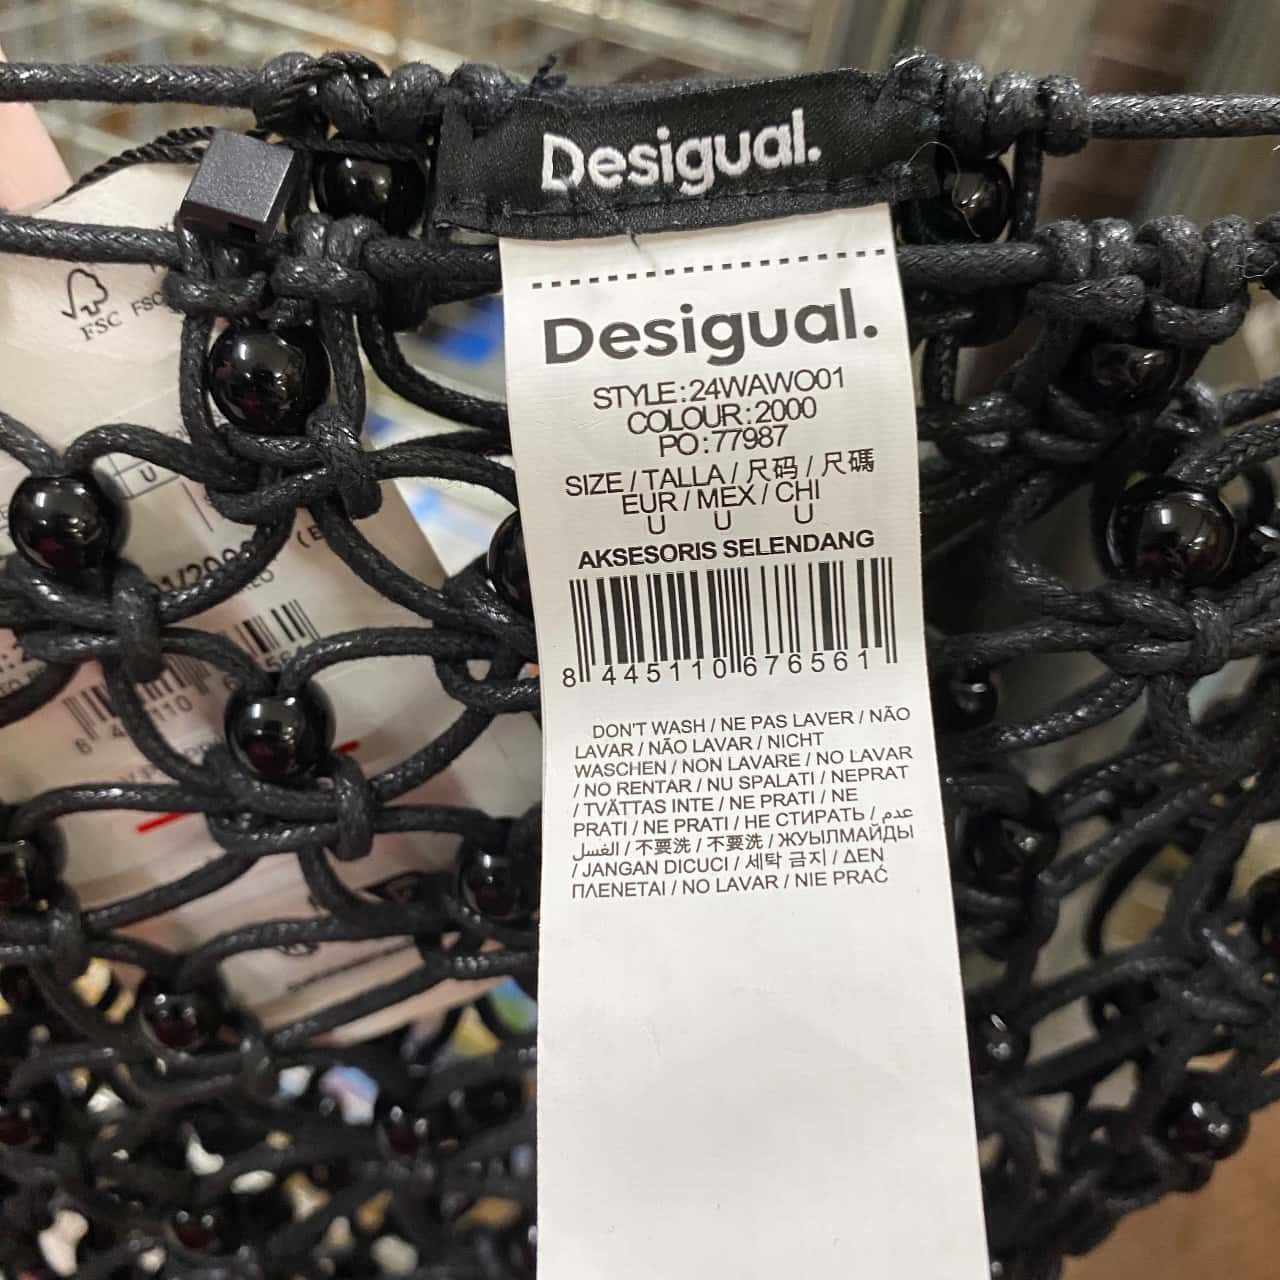 Desigual.
Desigual.
STYLE:24WAWO01
COLOUR:2000
PO:77987
SIZE / TALLA / 尺码 / 尺碼
EUR / MEX / CHI
U U U
AKSESORIS SELENDANG
8 445110 676561
DON'T WASH / NE PAS LAVER / NÃO
LAVAR / NÃO LAVAR / NICHT
WASCHEN / NON LAVARE / NO LAVAR
/ NO RENTAR / NU SPALATI / NEPRAT
/ TVÄTTAS INTE / NE PRATI / NE
PRATI / NE PRATI / НЕ СТИРАТЬ / عدم
الغسل / 不要洗 / 不要洗 / ЖУЫЛМАЙДЫ
/ JANGAN DICUCI / 세탁 금지 / ΔΕΝ
ΠΛΕΝΕΤΑΙ / NO LAVAR / NIE PRAĆ
FSC FSC
U